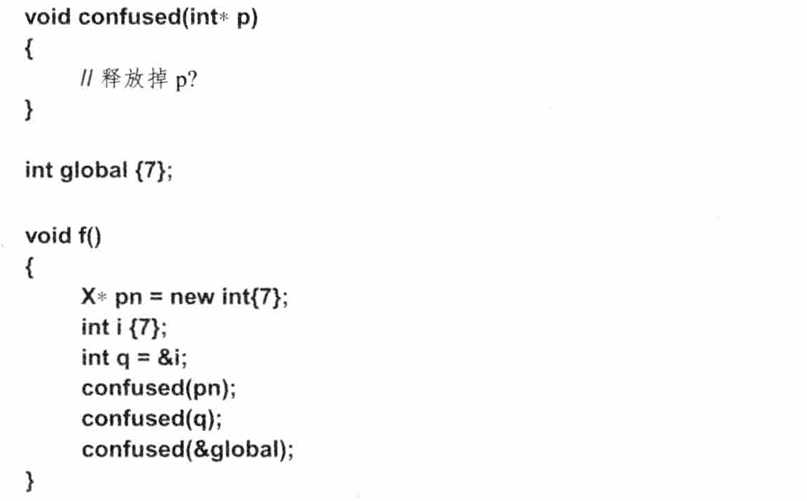 void confused(int* p)
{
// 释放掉 p?
}
int global {7};
void f()
{
X* pn = new int{7};
int i {7};
int q = &i;
confused(pn);
confused(q);
confused(&global);
}